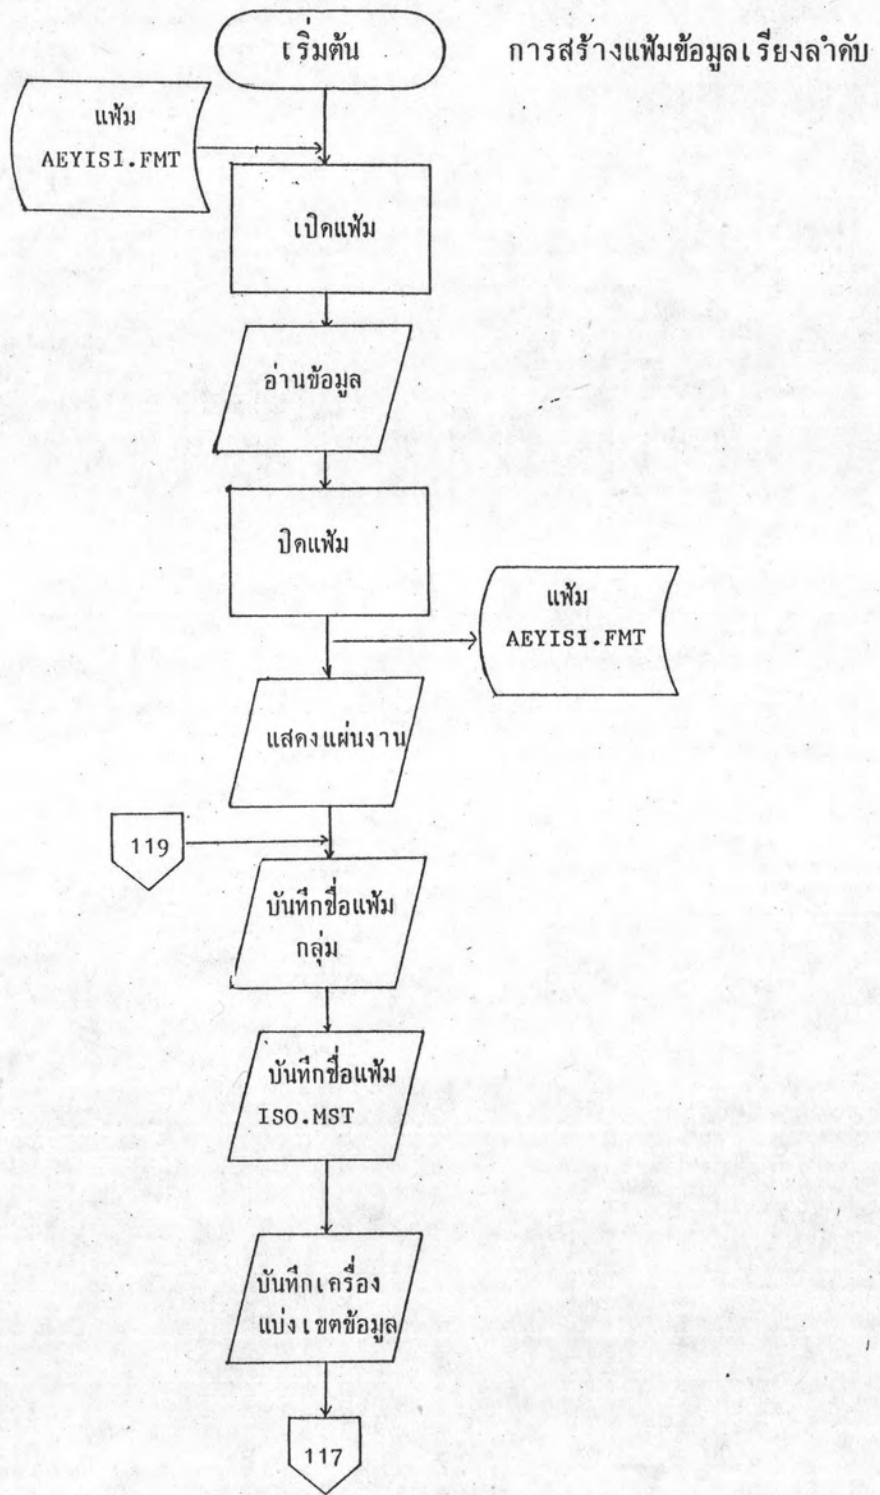 เริ่มต้น
การสร้างแฟ้มข้อมูลเรียงลำดับ
แฟ้ม
AEYISI.FMT
เปิดแฟ้ม
อ่านข้อมูล
ปิดแฟ้ม
แฟ้ม
AEYISI.FMT
แสดงแผ่นงาน
119
บันทึกชื่อแฟ้ม
กลุ่ม
บันทึกชื่อแฟ้ม
ISO.MST
บันทึกเครื่อง
แบ่งเขตข้อมูล
117